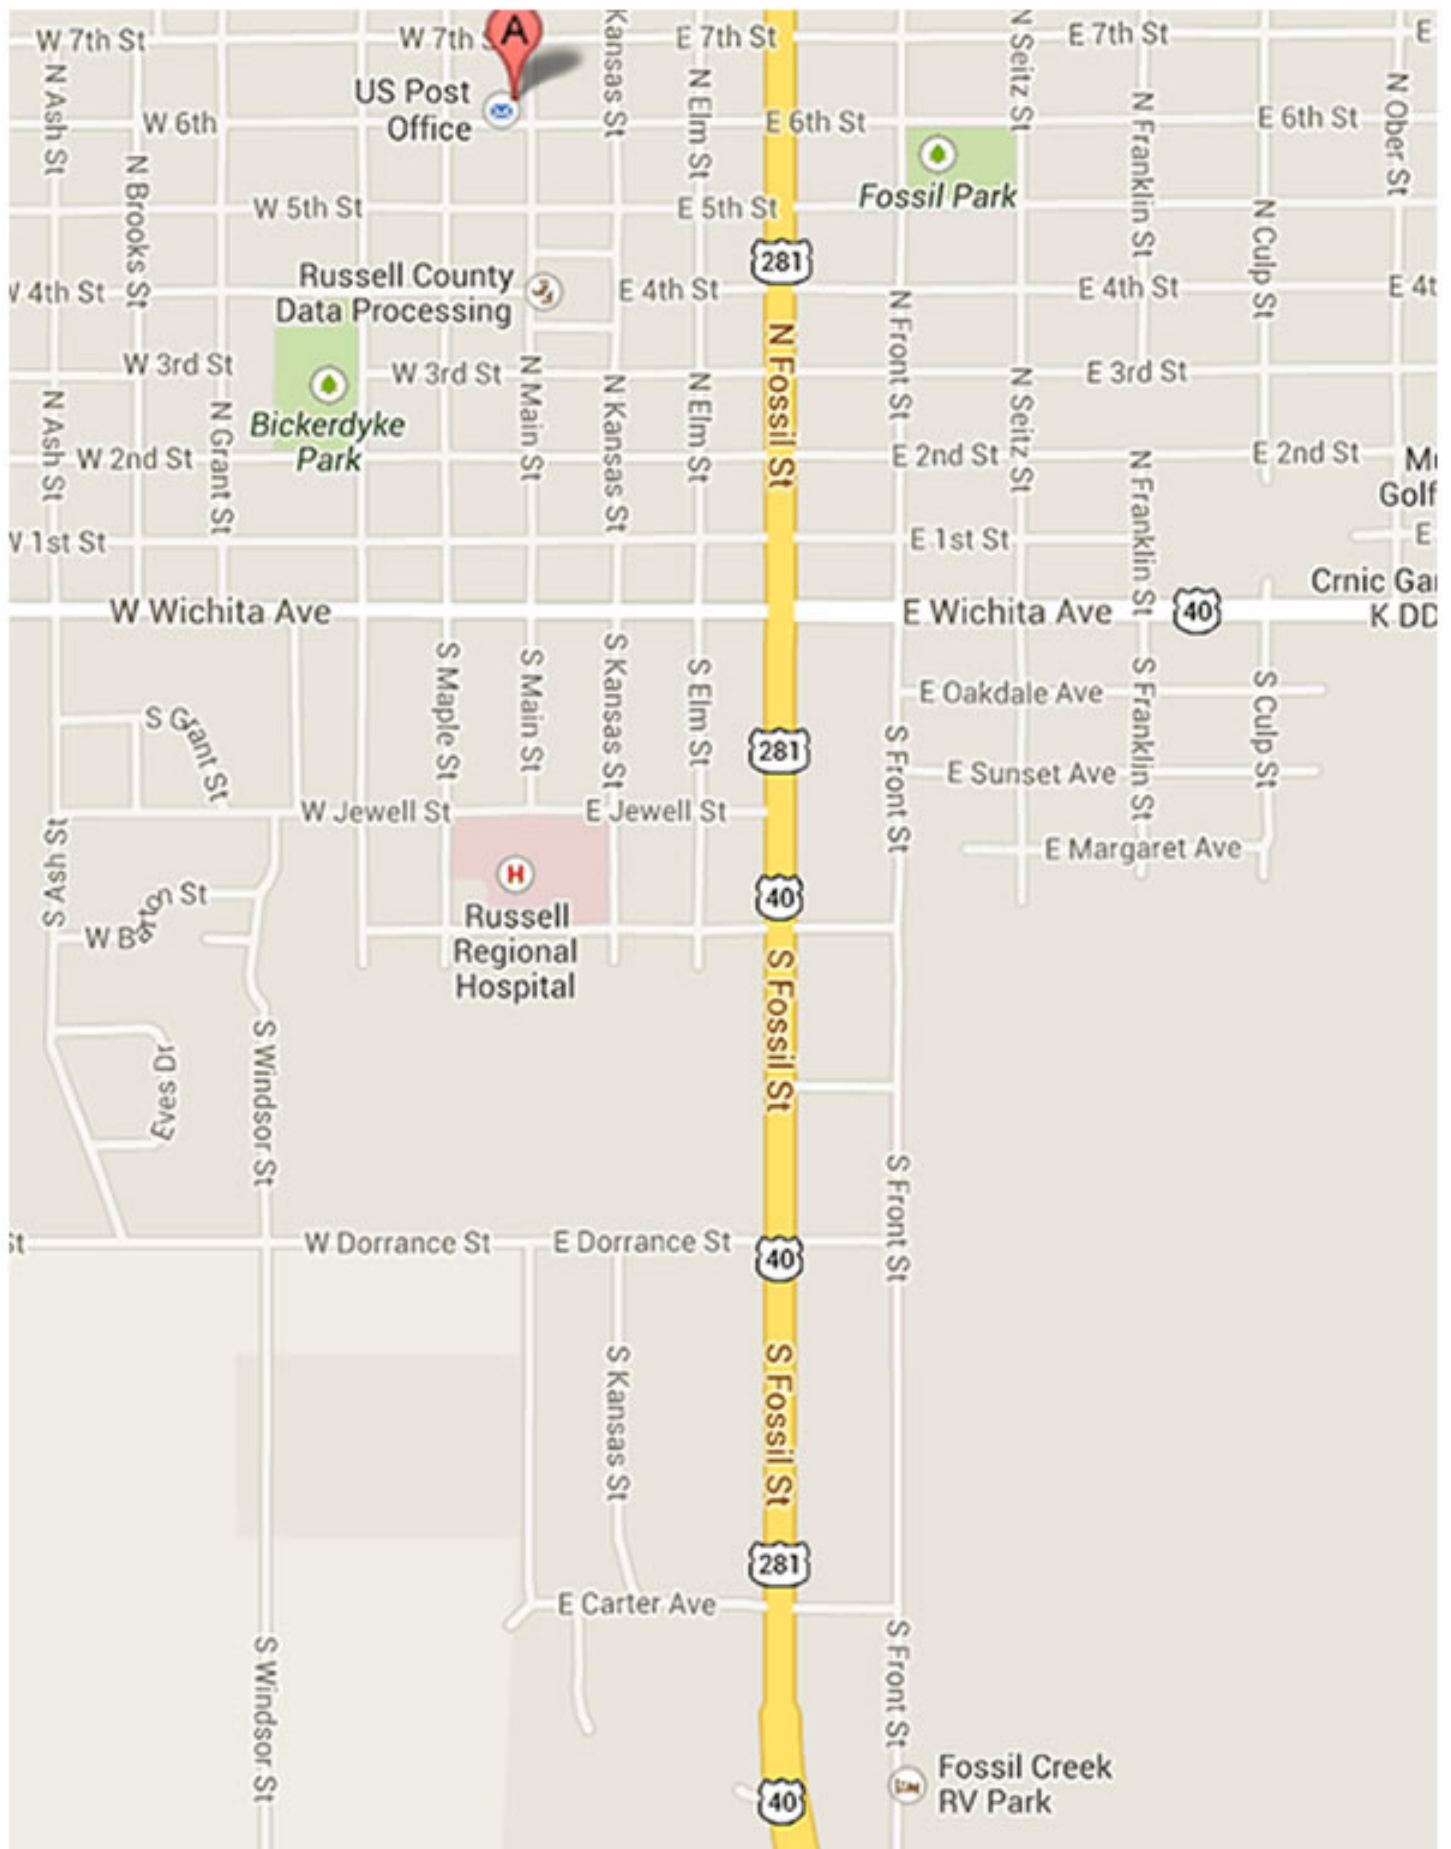 A
W 7th St
W 7th S
E 7th St
E 7th St
E
N Ash St
Kansas St
N Elm St
N Seitz St
N Franklin St
N Ober St
US Post
Office
W 6th
E 6th St
E 6th St
N Brooks St
Fossil Park
W 5th St
E 5th St
N Culp St
281
Russell County
Data Processing
W 4th St
E 4th St
E 4th St
E 4t
N Front St
N Fossil St
W 3rd St
W 3rd St
E 3rd St
N Main St
N Kansas St
N Elm St
N Seitz St
N Ash St
N Grant St
Bickerdyke
Park
W 2nd St
E 2nd St
E 2nd St
N Franklin St
Golf
W 1st St
E 1st St
E
Crnic Gar
K DD
W Wichita Ave
E Wichita Ave
40
S Maple St
S Main St
S Kansas St
S Elm St
S Franklin St
S Culp St
E Oakdale Ave
S Grant St
S Front St
281
E Sunset Ave
W Jewell St
E Jewell St
S Ash St
E Margaret Ave
H
40
W Barton St
Russell
Regional
Hospital
S Fossil St
S Windsor St
Eves Dr
S Front St
St
W Dorrance St
E Dorrance St
40
S Kansas St
S Fossil St
281
E Carter Ave
S Windsor St
S Front St
Fossil Creek
RV Park
40